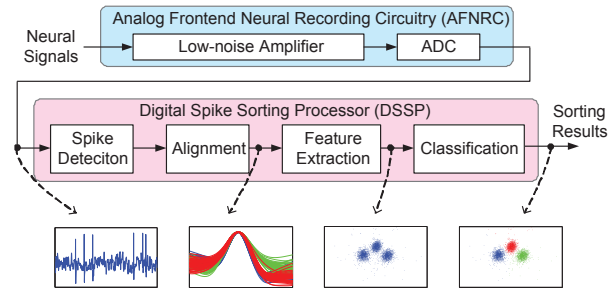 Analog Frontend Neural Recording Circuitry (AFNRC)
Neural
Signals
Low-noise Amplifier
ADC
Digital Spike Sorting Processor (DSSP)
Sorting
Results
Spike
Deteciton
Alignment
Feature
Extraction
Classification